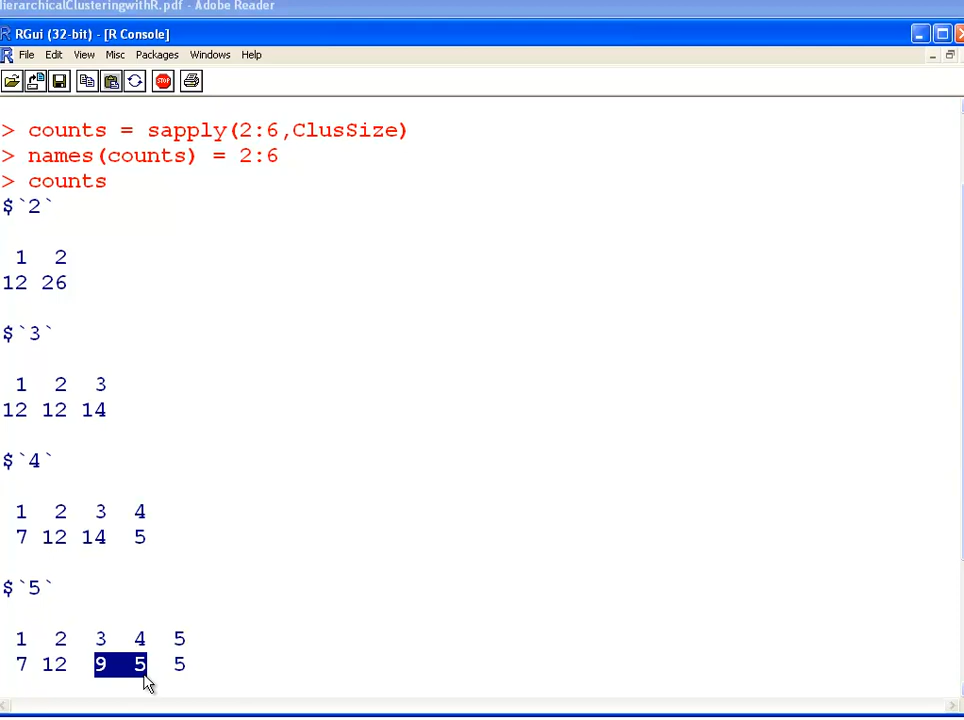 ierarchicalClusteringwithR.pdf - Adobe Reader
RGui (32-bit) - [R Console]
File Edit View Misc Packages Windows Help
STOP
> counts = sapply(2:6,ClusSize)
> names(counts) = 2:6
> counts
$`2`
1 2
12 26
$`3`
1 2 3
12 12 14
$`4`
1 2 3 4
7 12 14 5
$`5`
1 2 3 4 5
7 12 9 5 5